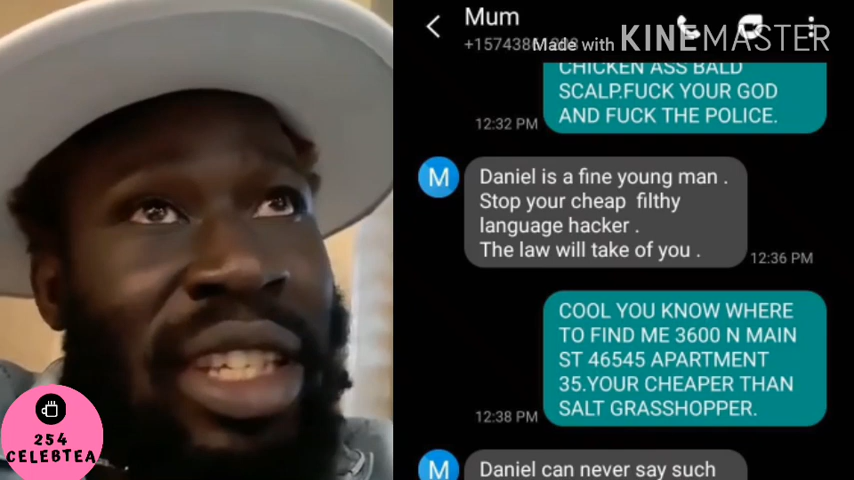 Mum
Made with KINEMASTER
CHICKEN ASS BALD
SCALP.FUCK YOUR GOD
AND FUCK THE POLICE.
12:32 PM
M
Daniel is a fine young man .
Stop your cheap filthy
language hacker .
The law will take of you .
12:36 PM
COOL YOU KNOW WHERE
TO FIND ME 3600 N MAIN
ST 46545 APARTMENT
35.YOUR CHEAPER THAN
SALT GRASSHOPPER.
12:38 PM
M
Daniel can never say such
254
CELEBTEA